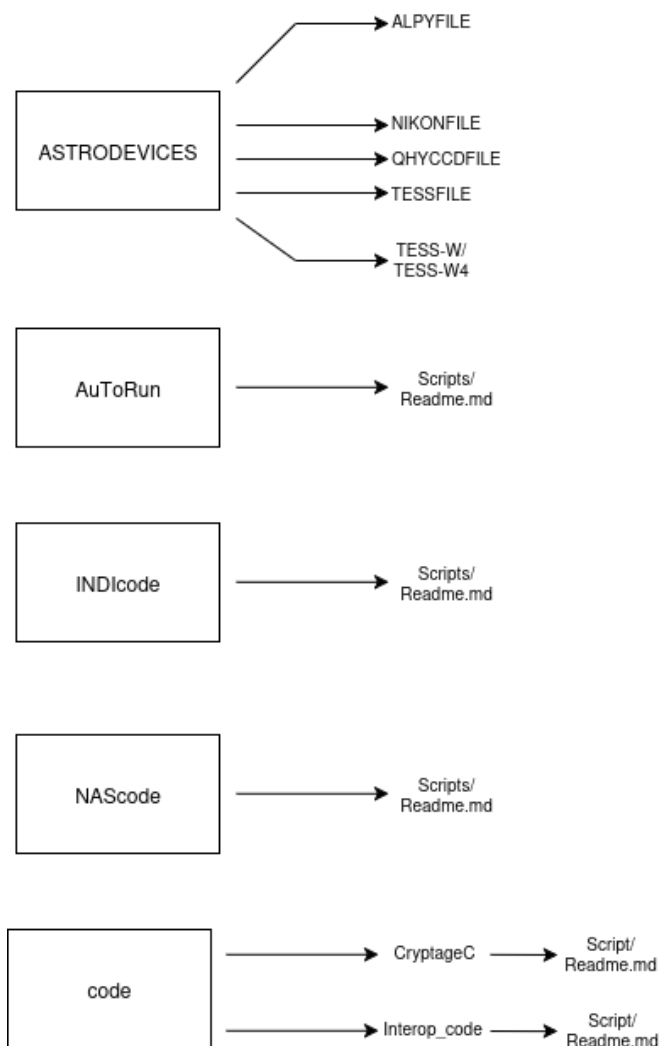 ALPYFILE
ASTRODEVICES
NIKONFILE
QHYCCDFILE
TESSFILE
TESS-W/
TESS-W4
AuToRun
Scripts/
Readme.md
INDIcode
Scripts/
Readme.md
NAScode
Scripts/
Readme.md
code
CryptageC
Script/
Readme.md
Interop_code
Script/
Readme.md